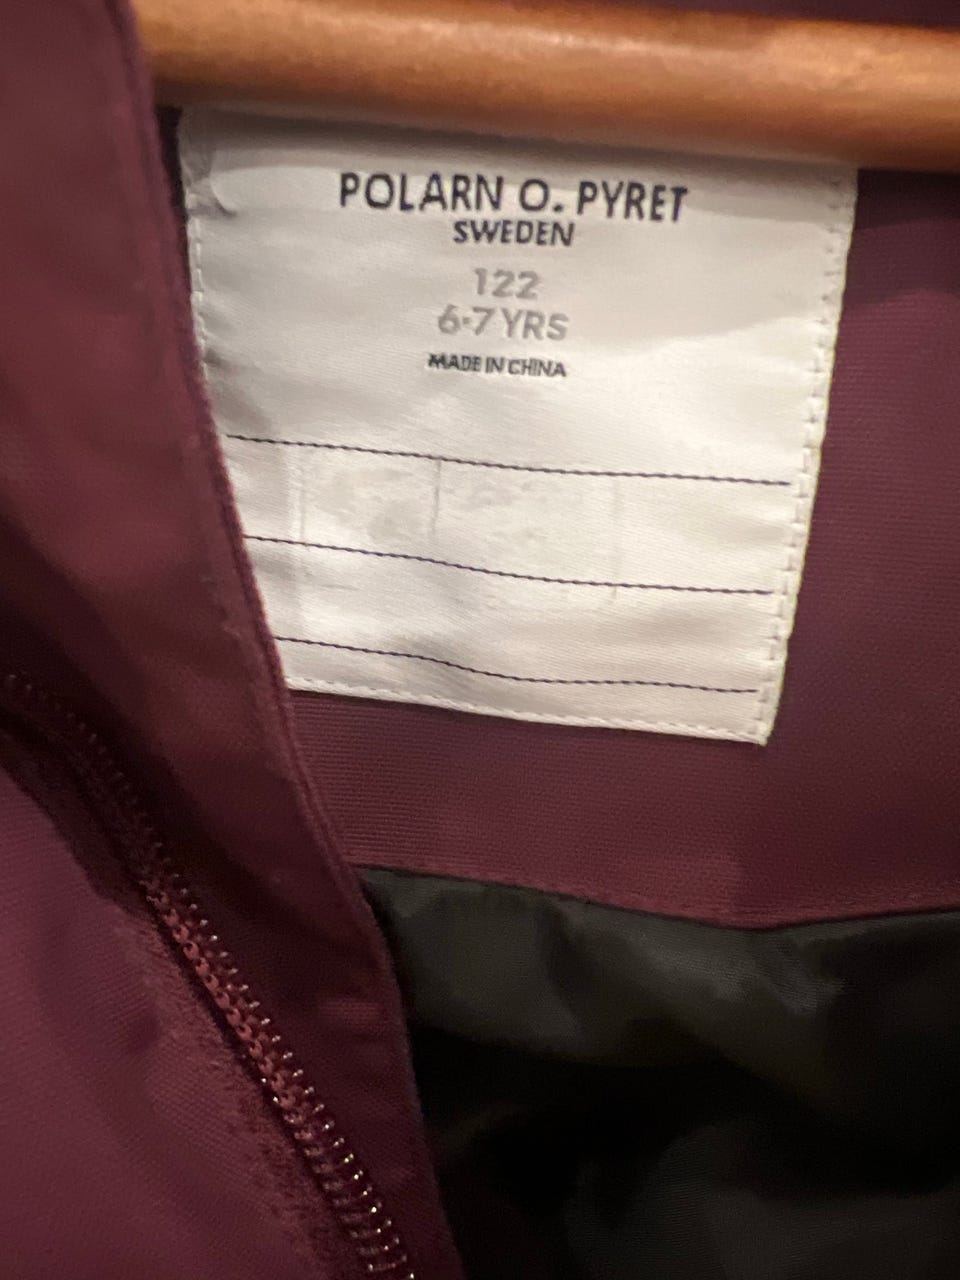 POLARN O. PYRET
SWEDEN
122
6-7 YRS
MADE IN CHINA